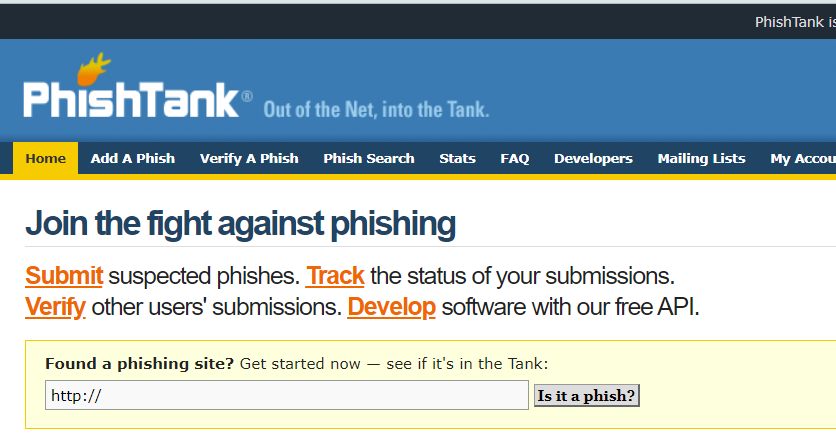 PhishTank is
PhishTank® Out of the Net, into the Tank.
Home Add A Phish Verify A Phish Phish Search Stats FAQ Developers Mailing Lists My Accou
Join the fight against phishing
Submit suspected phishes. Track the status of your submissions.
Verify other users' submissions. Develop software with our free API.
Found a phishing site? Get started now — see if it's in the Tank:
http:// Is it a phish?